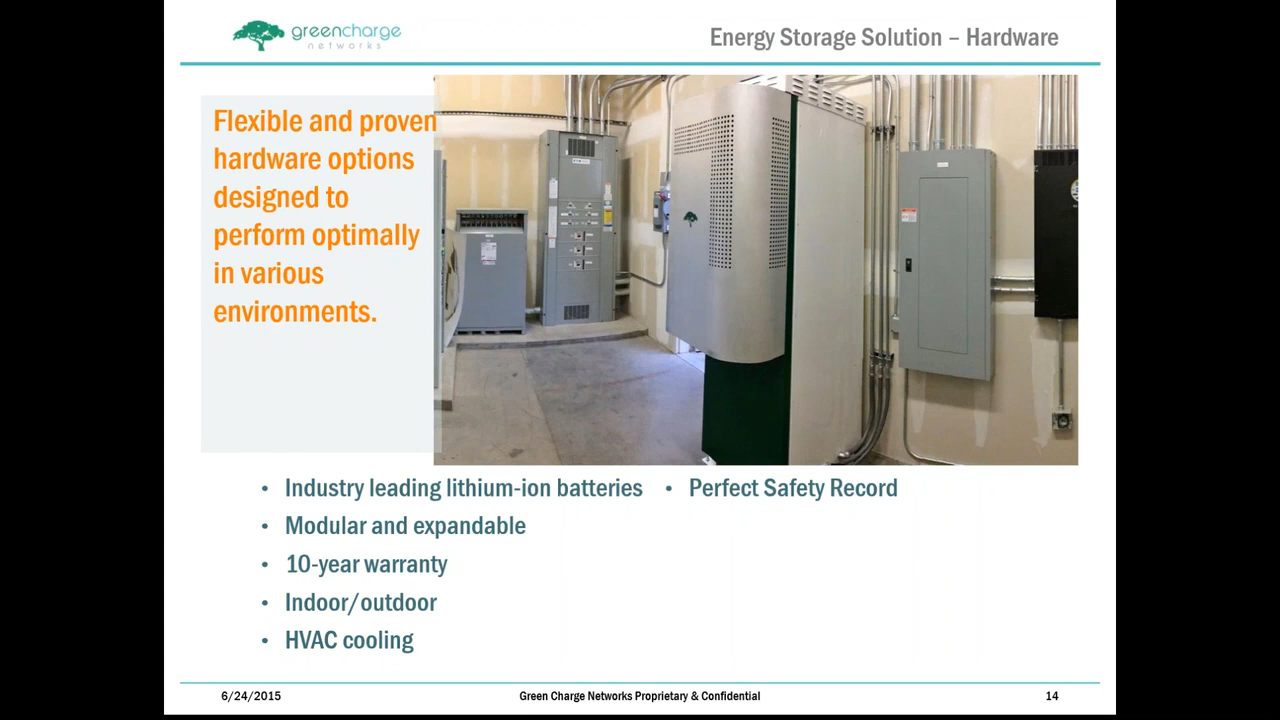 greencharge
networks
Energy Storage Solution – Hardware
Flexible and proven
hardware options
designed to
perform optimally
in various
environments.
• Industry leading lithium-ion batteries
• Modular and expandable
• 10-year warranty
• Indoor/outdoor
• HVAC cooling
• Perfect Safety Record
6/24/2015
Green Charge Networks Proprietary & Confidential
14